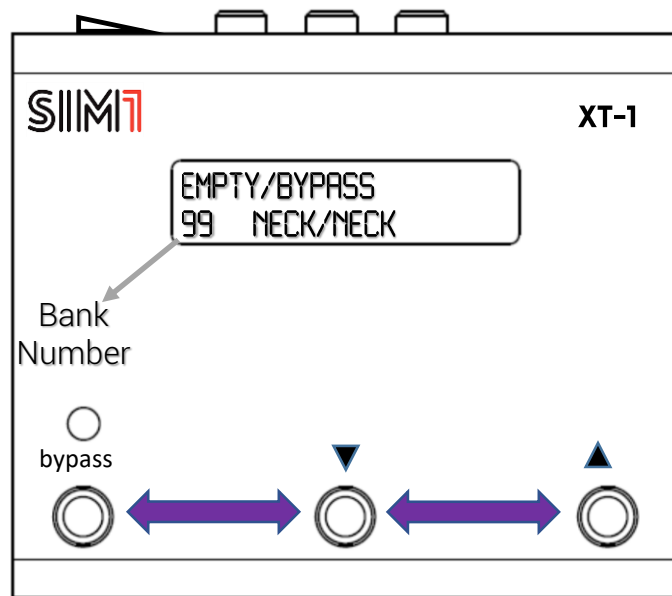 SIM1
XT-1
EMPTY/BYPASS
99 NECK/NECK
Bank
Number
bypass